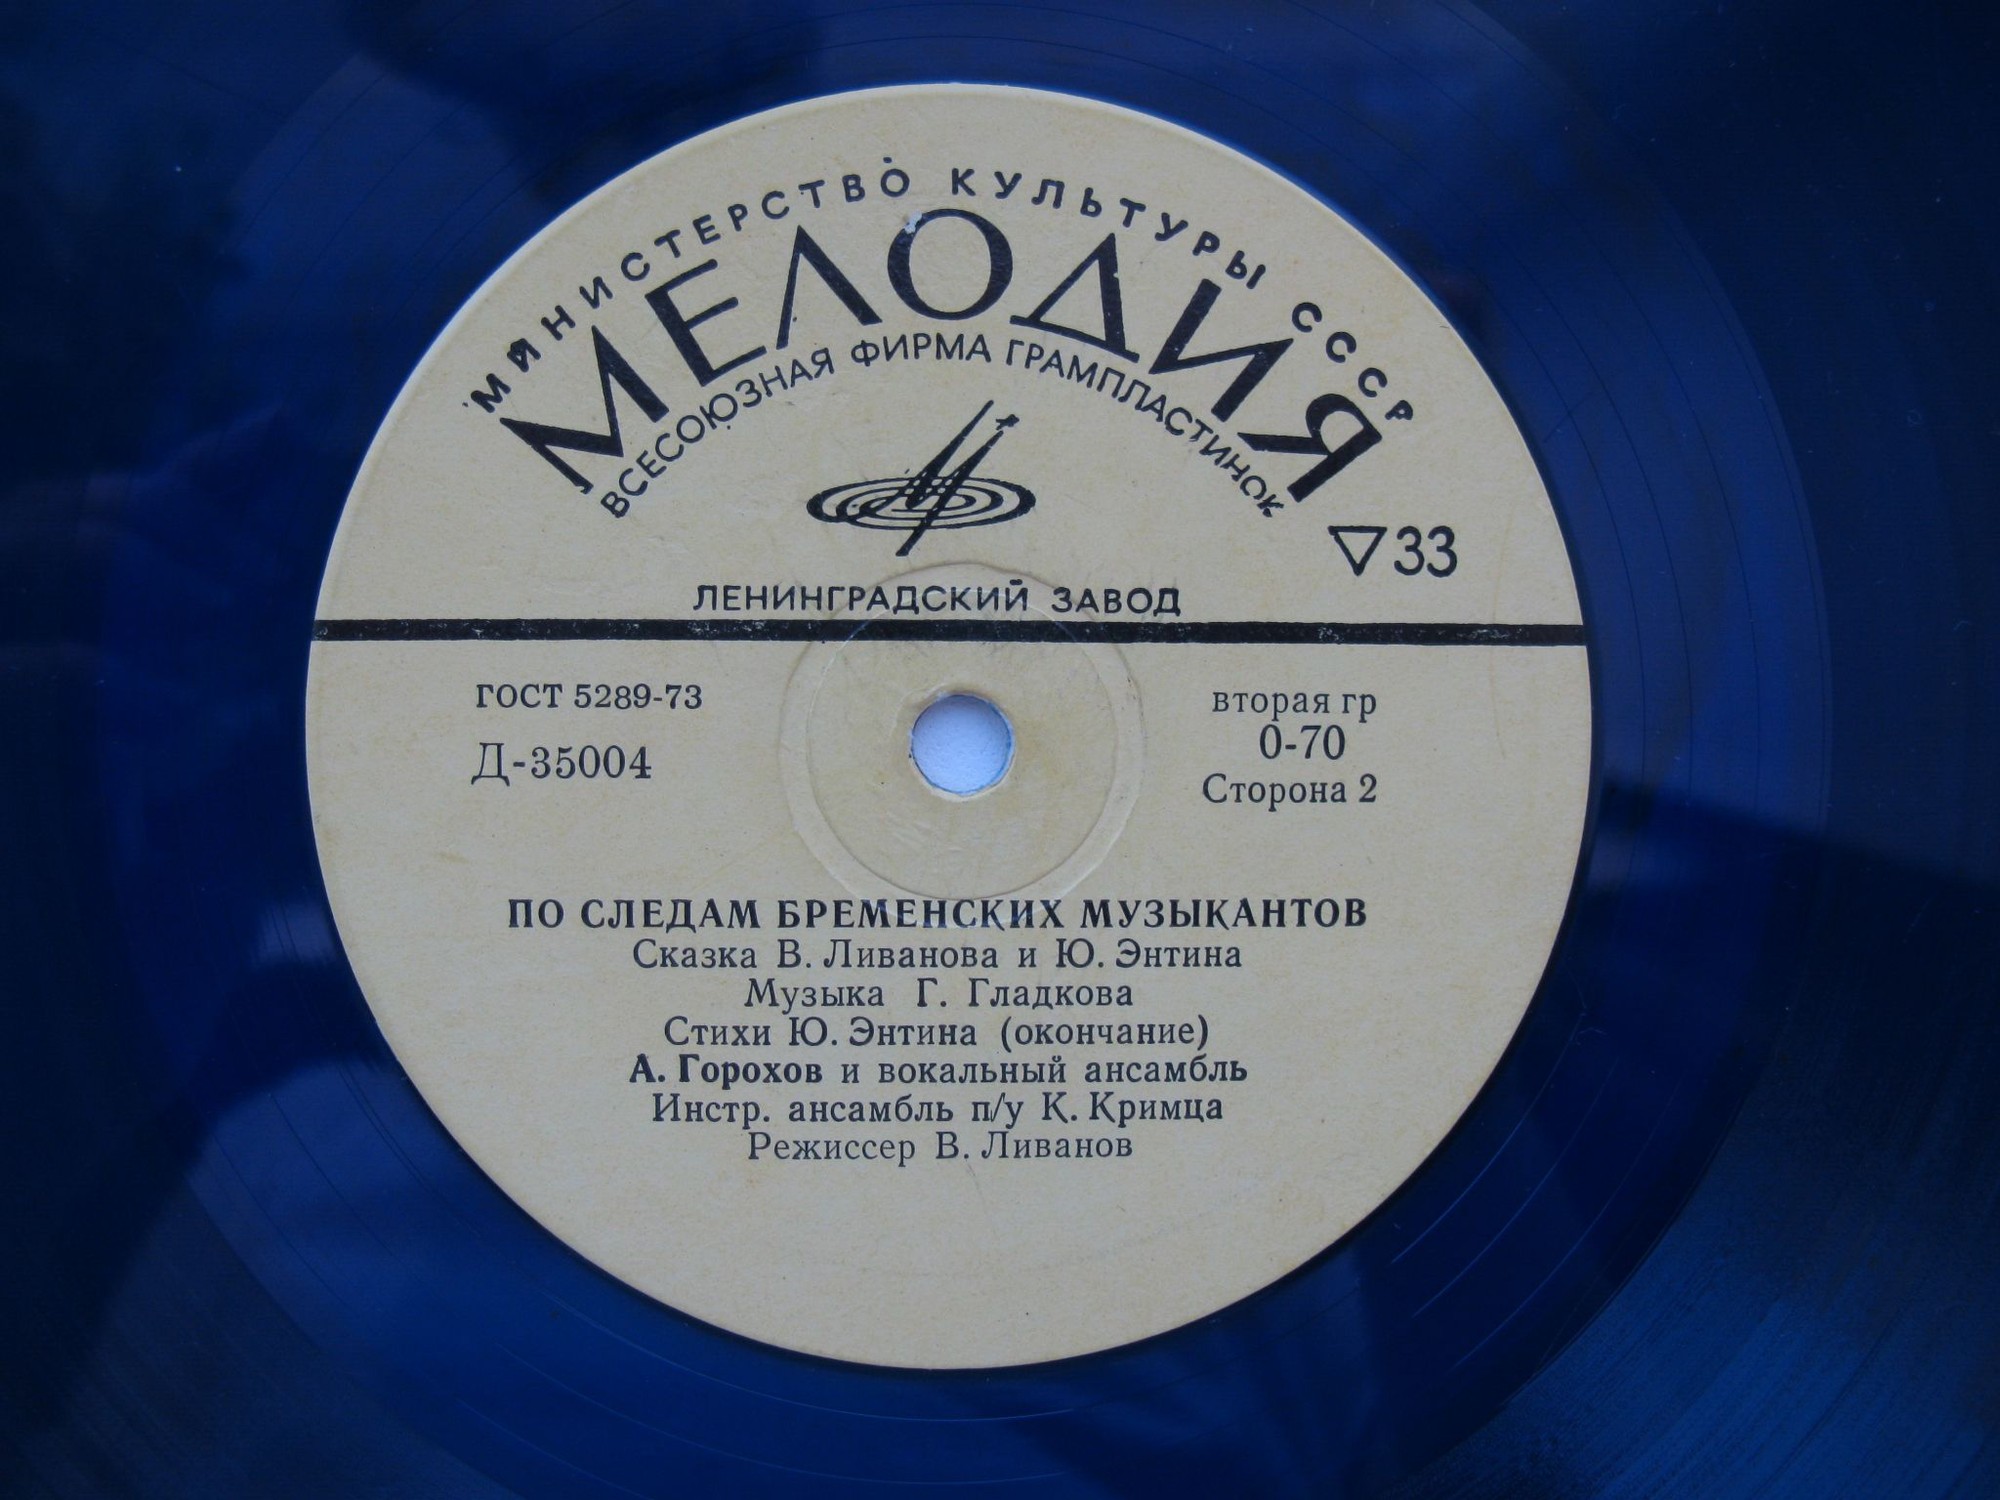 МИНИСТЕРСТВО КУЛЬТУРЫ СССР
МЕЛОДИЯ
ВСЕСОЮЗНАЯ ФИРМА ГРАМПЛАСТИНОК
▽33
ЛЕНИНГРАДСКИЙ ЗАВОД
ГОСТ 5289-73
Д-35004
вторая гр
0-70
Сторона 2
ПО СЛЕДАМ БРЕМЕНСКИХ МУЗЫКАНТОВ
Сказка В. Ливанова и Ю. Энтина
Музыка Г. Гладкова
Стихи Ю. Энтина (окончание)
А. Горохов и вокальный ансамбль
Инстр. ансамбль п/у К. Кримца
Режиссер В. Ливанов